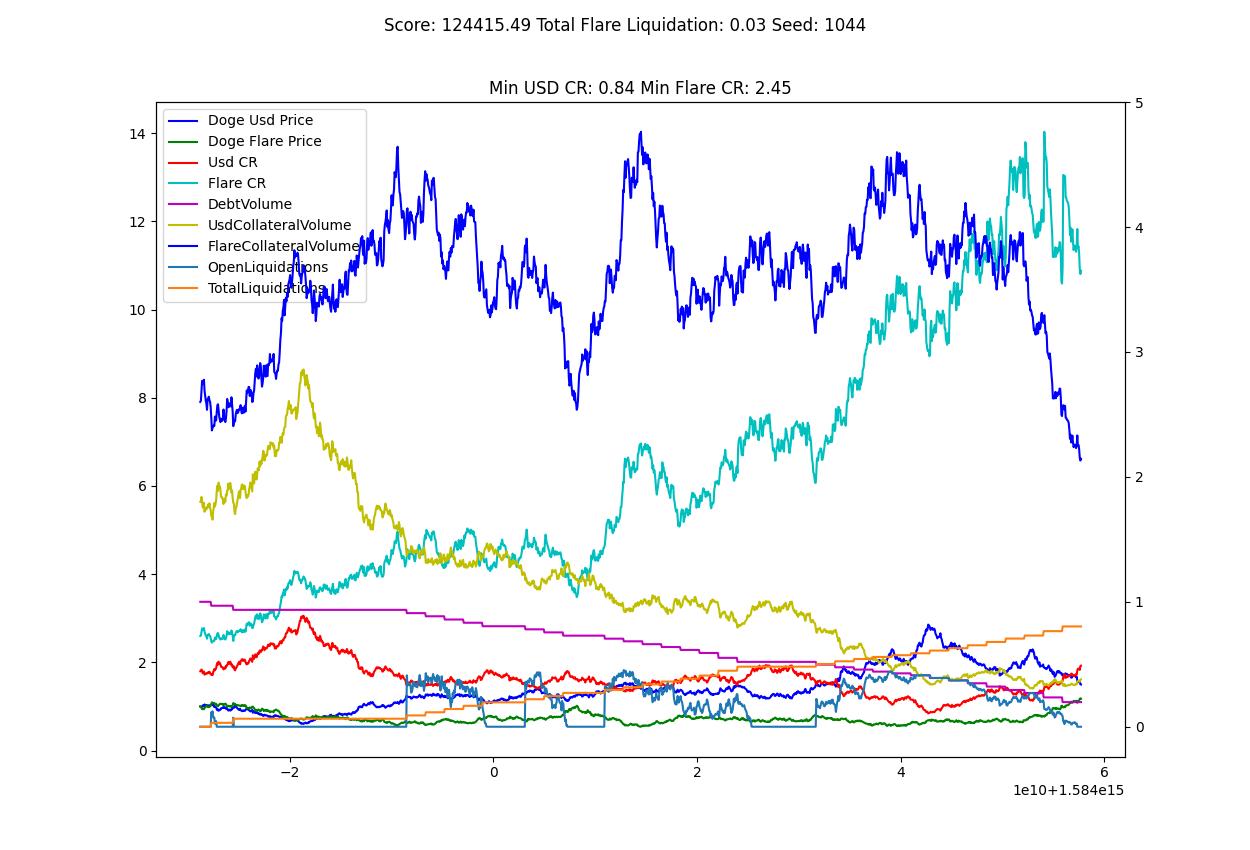 Score: 124415.49 Total Flare Liquidation: 0.03 Seed: 1044
Min USD CR: 0.84 Min Flare CR: 2.45
Doge Usd Price
Doge Flare Price
Usd CR
Flare CR
DebtVolume
UsdCollateralVolume
FlareCollateralVolume
OpenLiquidations
TotalLiquidations
14
12
10
8
6
4
2
0
5
4
3
2
1
0
−2
0
2
4
6
1e10+1.584e15